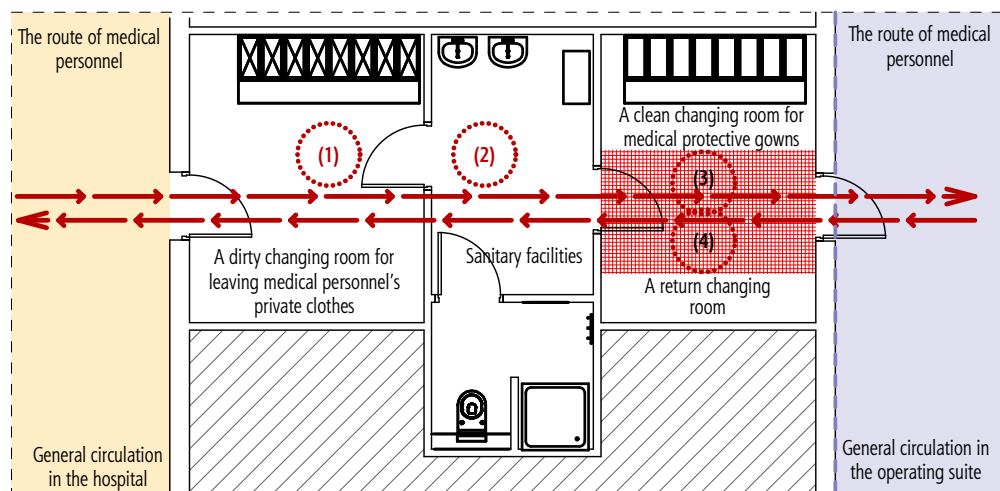 The route of medical
personnel
The route of medical
personnel
A clean changing room for
medical protective gowns
(1)
(2)
(3)
(4)
A dirty changing room for
leaving medical personnel's
private clothes
Sanitary facilities
A return changing
room
General circulation
in the hospital
General circulation in
the operating suite